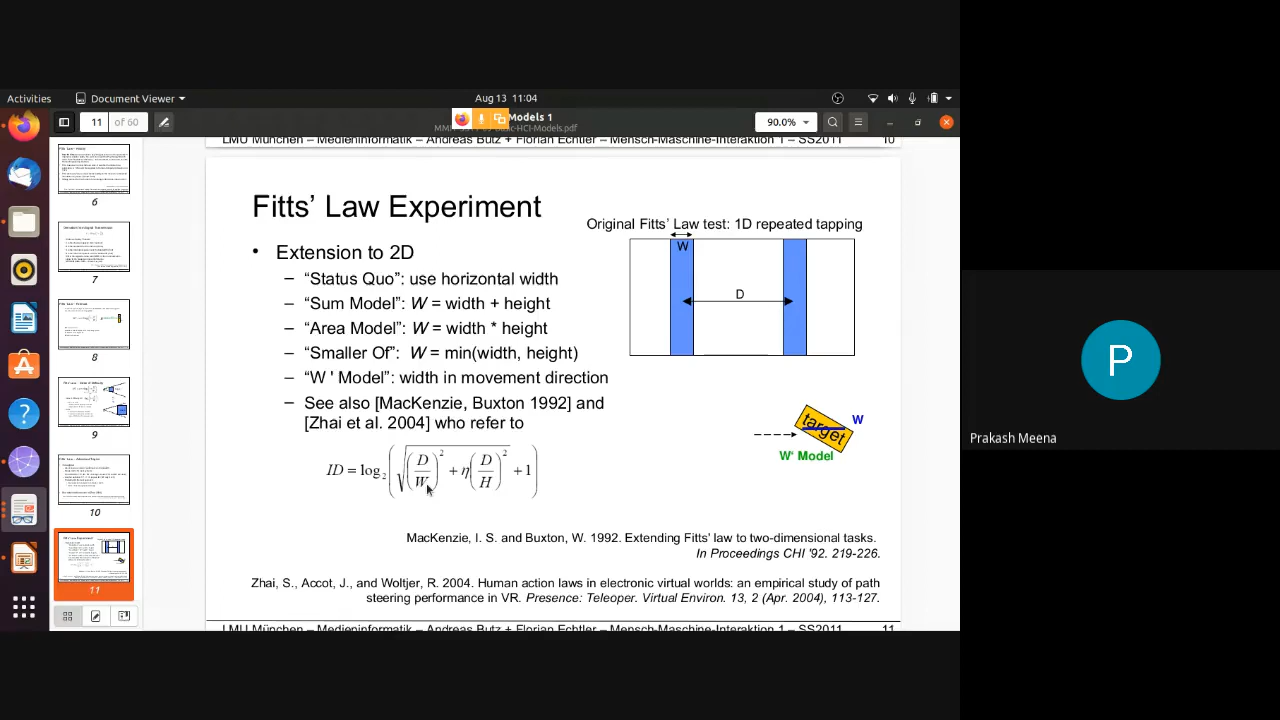 Activities
Document Viewer
Aug 13 11:04
11
of 60
Models 1
90.0%
LMU München – Medieninformatik – Andreas Butz + Florian Echtler – Mensch-Maschine-Interaktion 1 – SS2011 10
Fitts' Law Experiment
Original Fitts' Law test: 1D repeated tapping
W
D
• Extension to 2D
– “Status Quo”: use horizontal width
– “Sum Model”: W = width + height
– “Area Model”: W = width * height
– “Smaller Of”: W = min(width, height)
– “W ' Model”: width in movement direction
– See also [MacKenzie, Buxton 1992] and
[Zhai et al. 2004] who refer to
target
W
W' Model
ID = log₂(√((D/W)² + η(D/H)²) + 1)
MacKenzie, I. S. and Buxton, W. 1992. Extending Fitts' law to two-dimensional tasks.
In Proceedings CHI '92. 219-226.
Zhai, S., Accot, J., and Woltjer, R. 2004. Human action laws in electronic virtual worlds: an empirical study of path
steering performance in VR. Presence: Teleoper. Virtual Environ. 13, 2 (Apr. 2004), 113-127.
LMU München – Medieninformatik – Andreas Butz + Florian Echtler – Mensch-Maschine-Interaktion 1 – SS2011 11
6
7
8
9
10
11
P
Prakash Meena